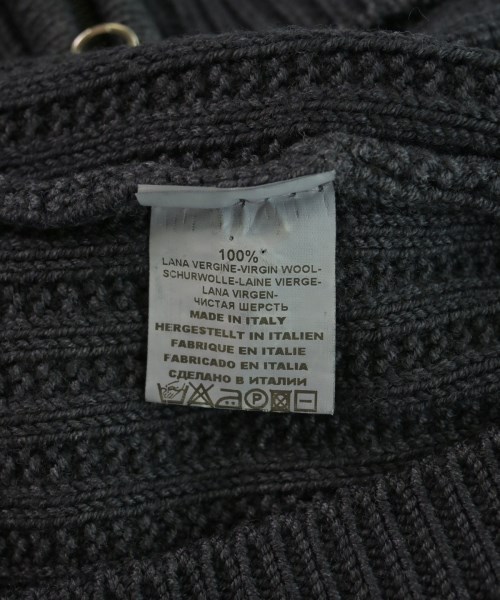 100%
LANA VERGINE-VIRGIN WOOL-
SCHURWOLLE-LAINE VIERGE-
LANA VIRGEN-
ЧИСТАЯ ШЕРСТЬ
MADE IN ITALY
HERGESTELLT IN ITALIEN
FABRIQUE EN ITALIE
FABRICADO EN ITALIA
СДЕЛАНО В ИТАЛИИ
P